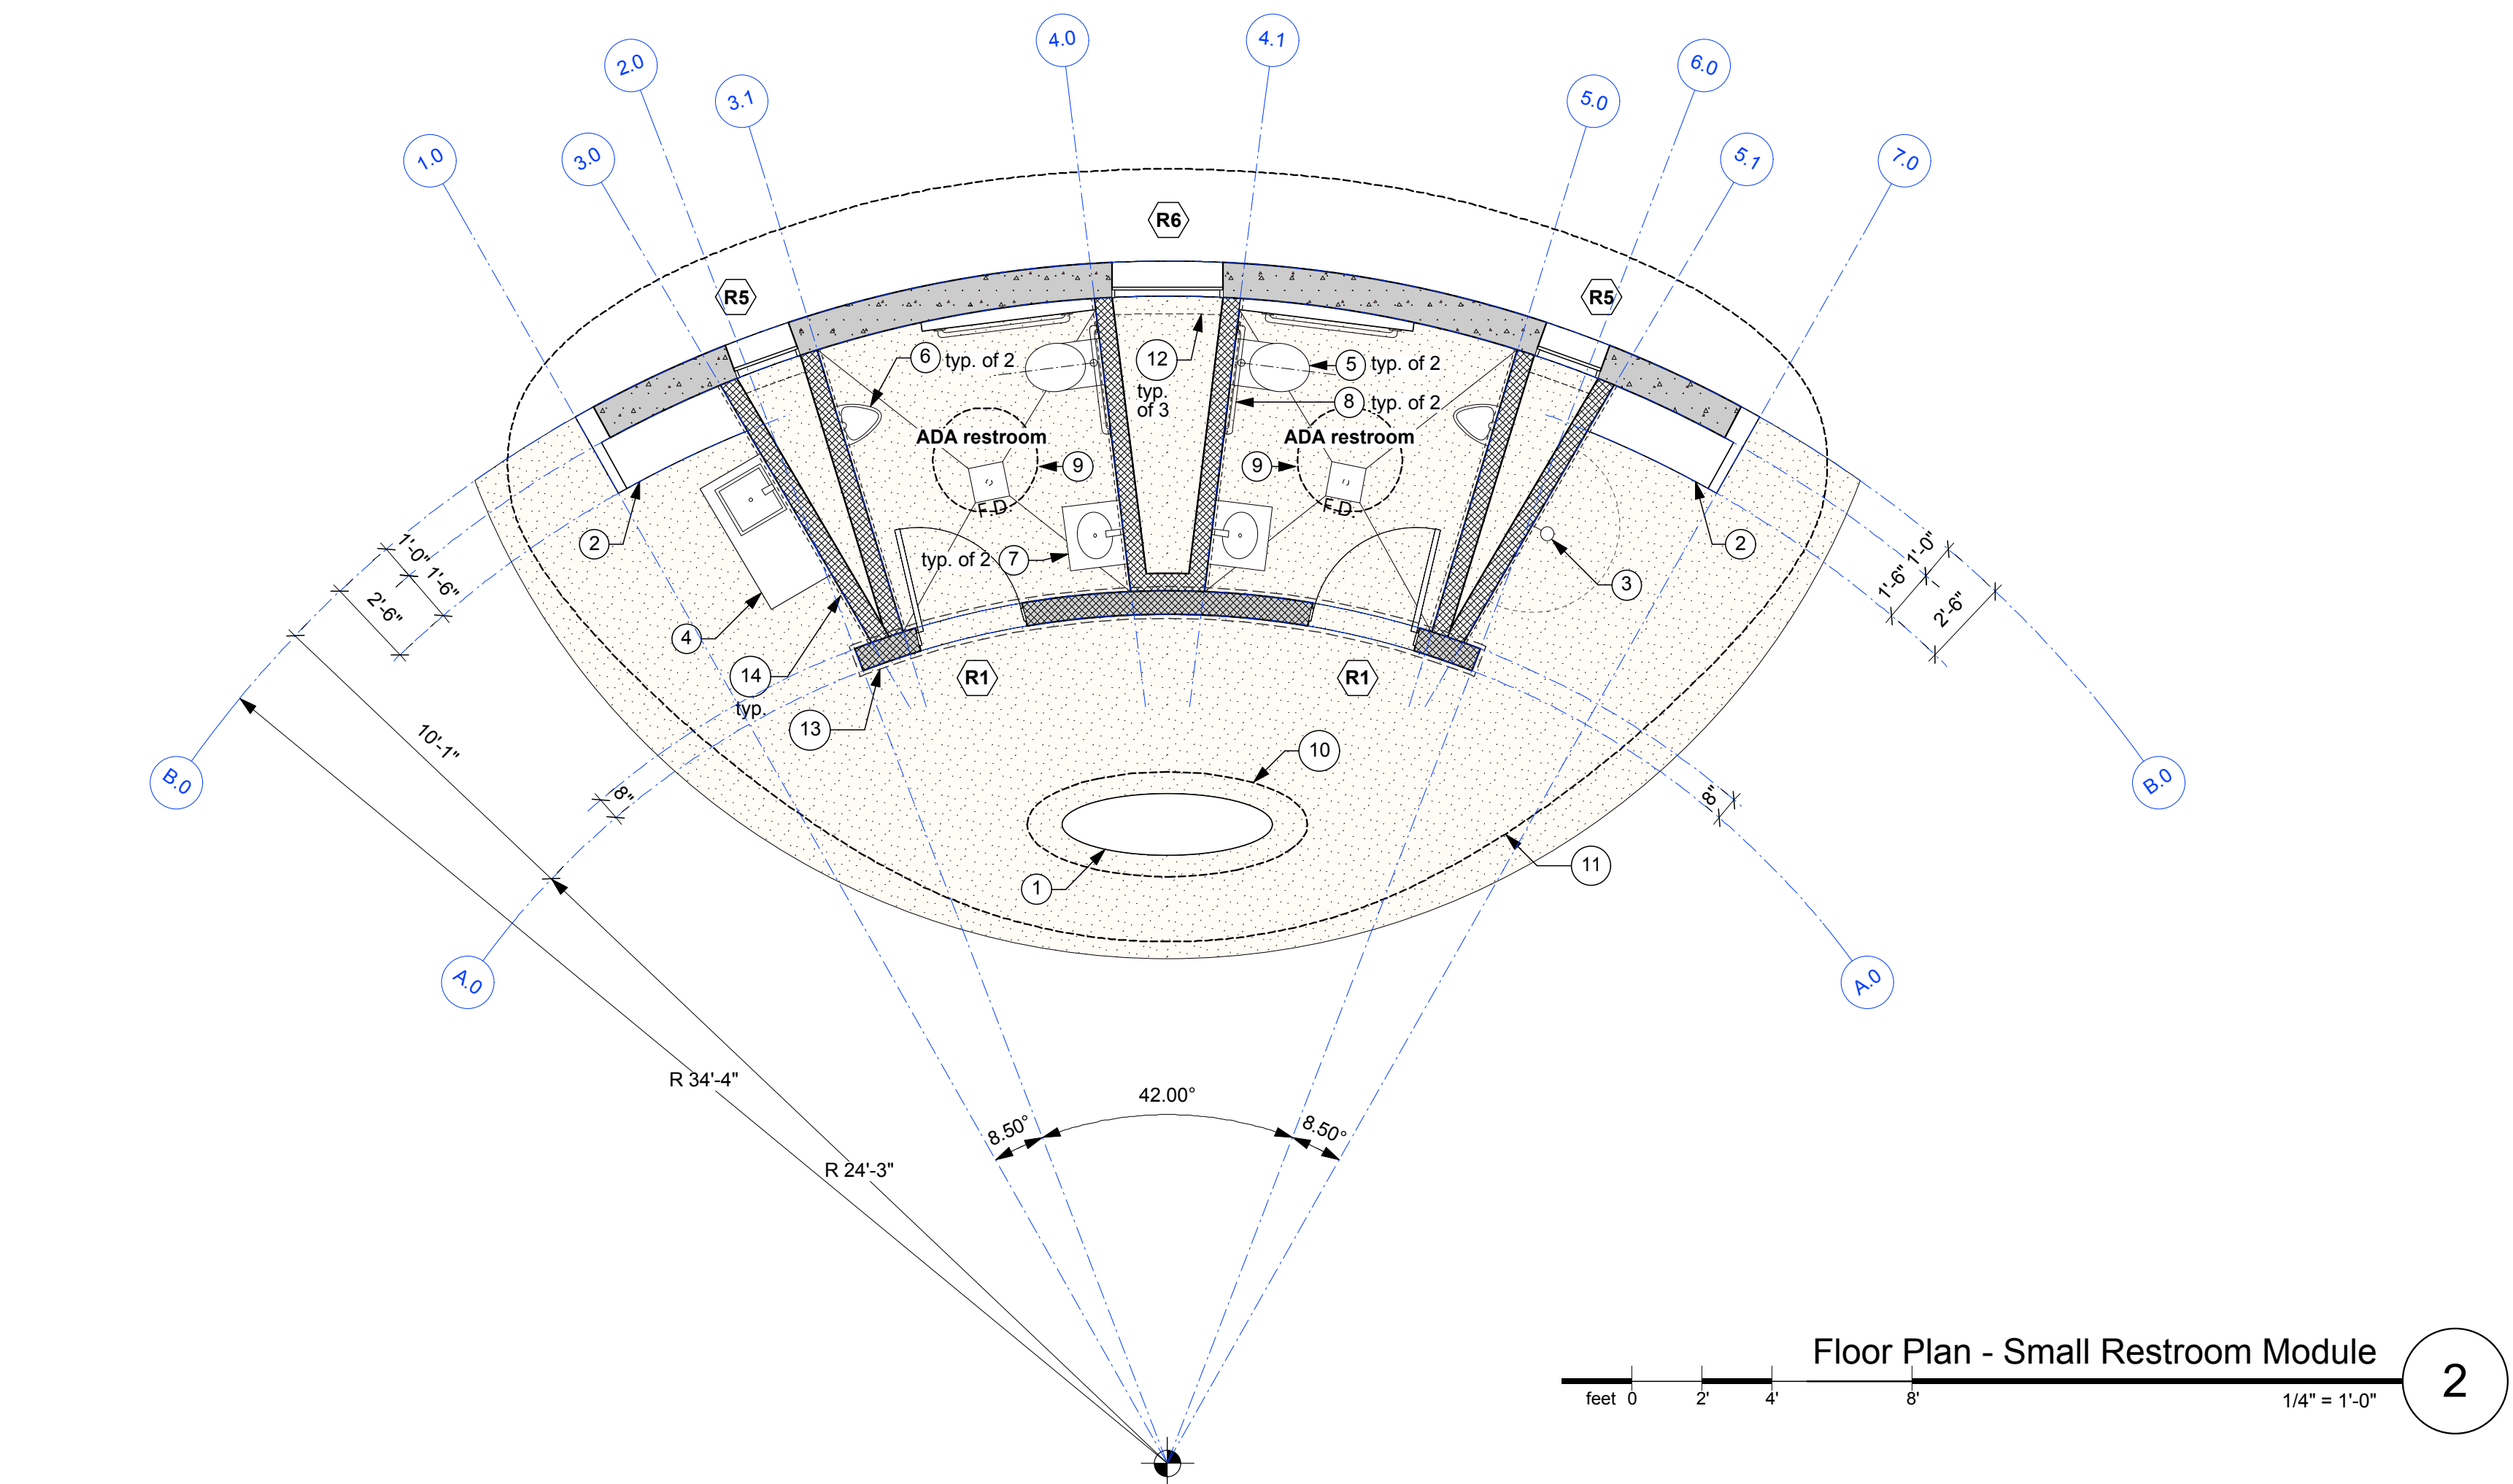 4.0
4.1
2.0
6.0
3.1
5.0
3.0
5.1
1.0
7.0
R6
R5
R5
6
typ. of 2
12
typ.
of 3
5
typ. of 2
8
typ. of 2
ADA restroom
ADA restroom
9
9
F.D.
F.D.
2
2
typ. of 2
7
3
1'-0"
1'-6"
2'-6"
1'-0"
1'-6"
2'-6"
4
14
typ.
R1
R1
13
10
10'-1"
B.0
B.0
8"
8"
11
1
A.0
A.0
R 34'-4"
42.00°
8.50°
8.50°
R 24'-3"
Floor Plan - Small Restroom Module
2
feet 0 2' 4' 8'
1/4" = 1'-0"